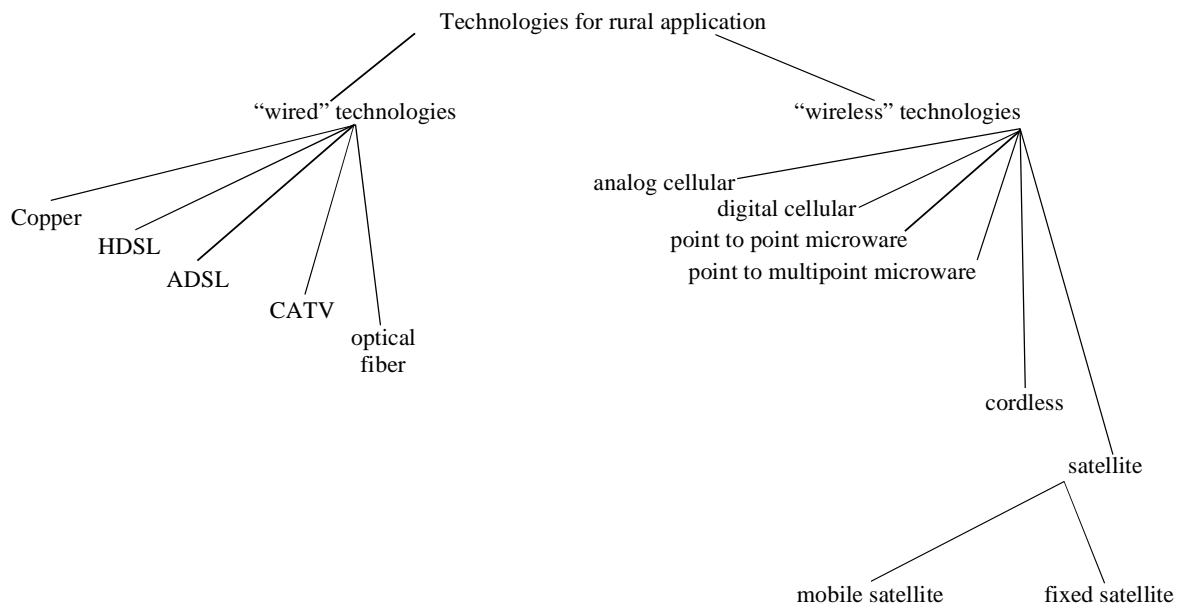 Technologies for rural application
“wired” technologies
“wireless” technologies
Copper
HDSL
ADSL
CATV
optical
fiber
analog cellular
digital cellular
point to point microware
point to multipoint microware
cordless
satellite
mobile satellite
fixed satellite